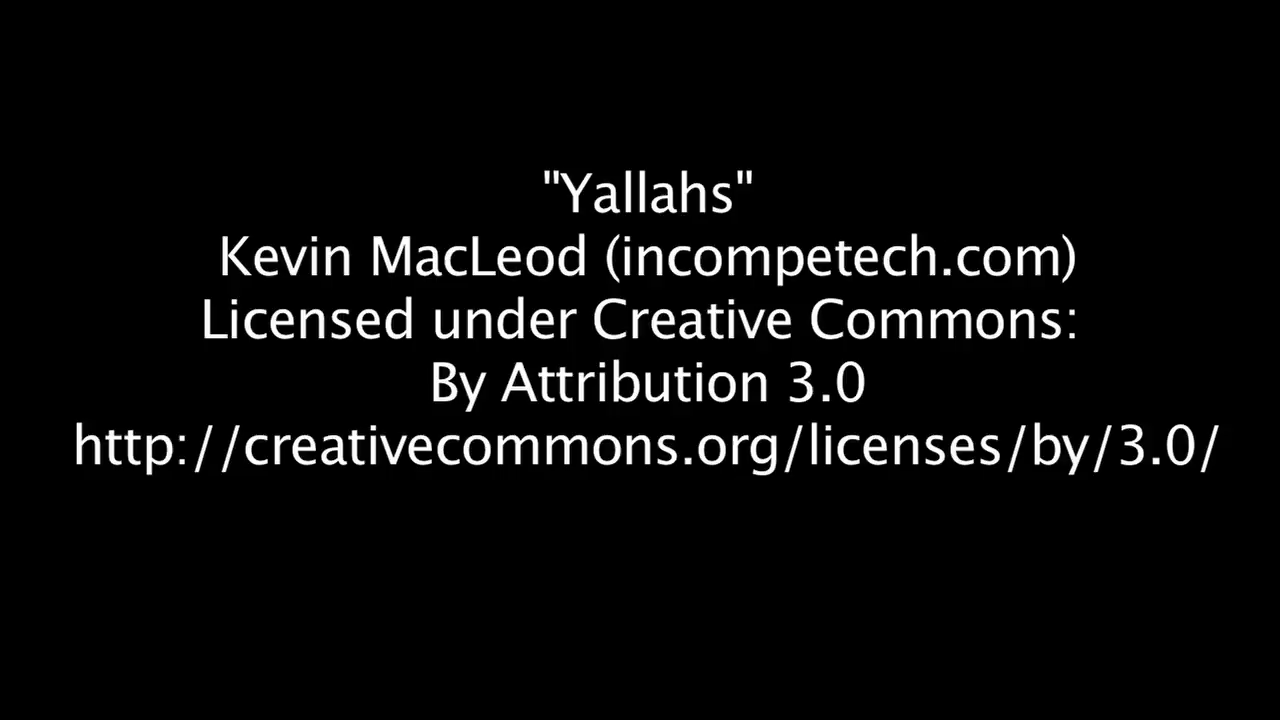 "Yallahs"
Kevin MacLeod (incompetech.com)
Licensed under Creative Commons:
By Attribution 3.0
http://creativecommons.org/licenses/by/3.0/